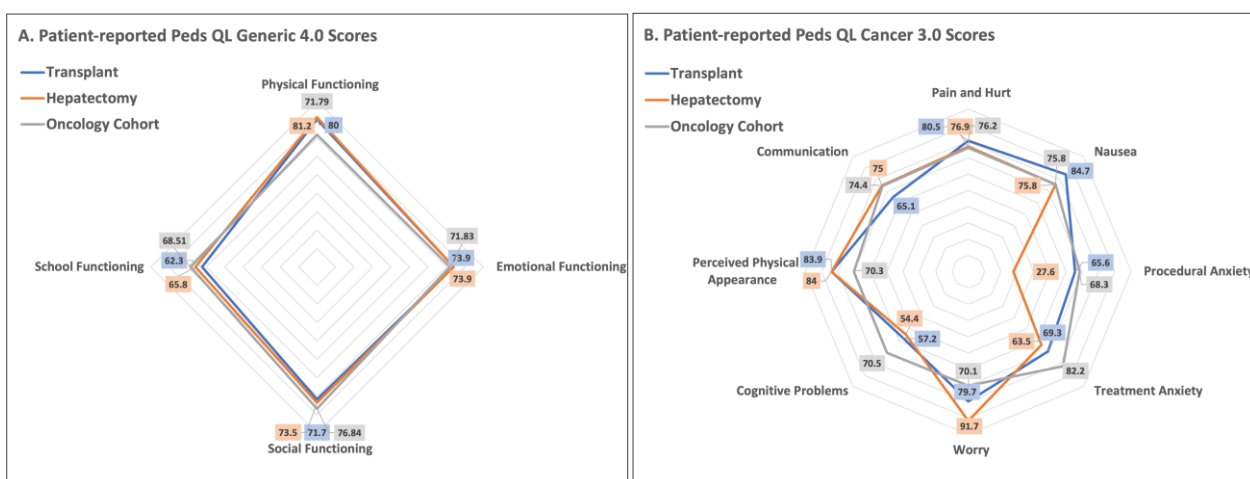 A. Patient-reported Peds QL Generic 4.0 Scores
Transplant
Hepatectomy
Oncology Cohort
Physical Functioning
71.79
81.2
80
71.83
73.9
73.9
Emotional Functioning
68.51
62.3
65.8
School Functioning
73.5
71.7
76.84
Social Functioning
B. Patient-reported Peds QL Cancer 3.0 Scores
Transplant
Hepatectomy
Oncology Cohort
Pain and Hurt
80.5
76.9
76.2
Nausea
75.8
84.7
75.8
Procedural Anxiety
65.6
27.6
68.3
Treatment Anxiety
69.3
63.5
82.2
Worry
70.1
79.7
91.7
Cognitive Problems
54.4
57.2
70.5
Perceived Physical
Appearance
83.9
84
70.3
Communication
75
74.4
65.1